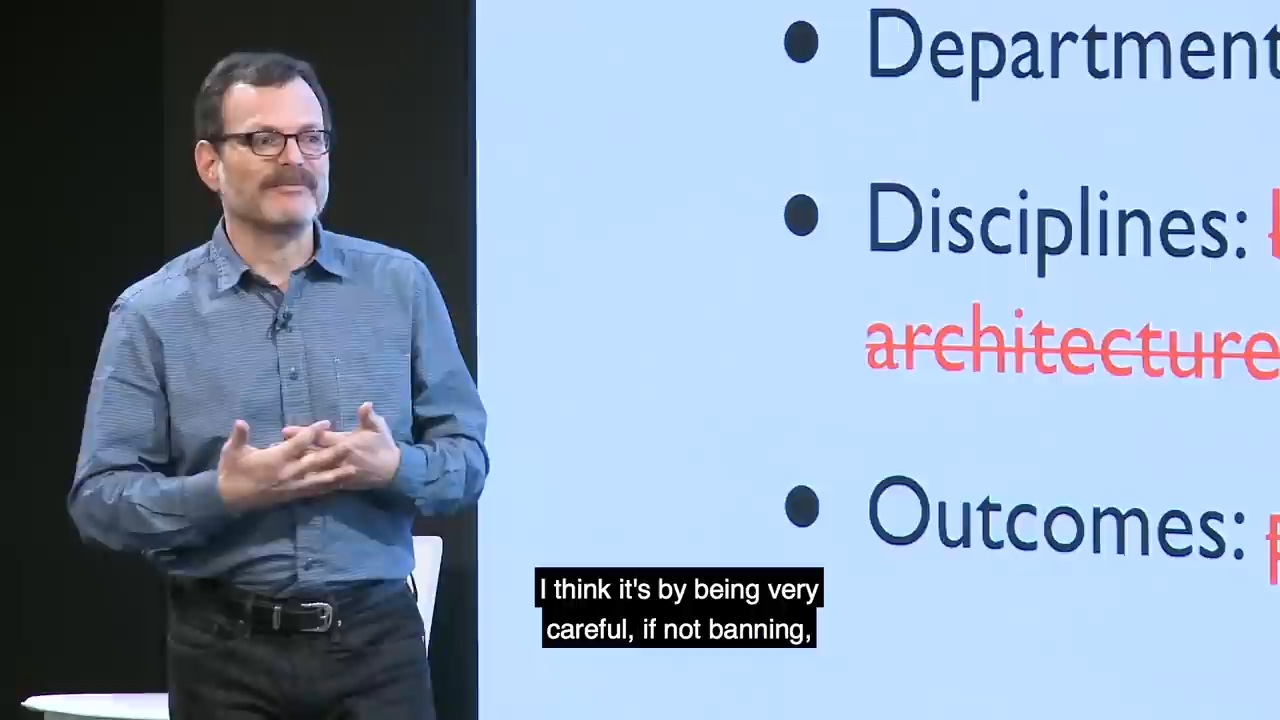 Department
Disciplines:
architecture
Outcomes:
I think it's by being very
careful, if not banning,